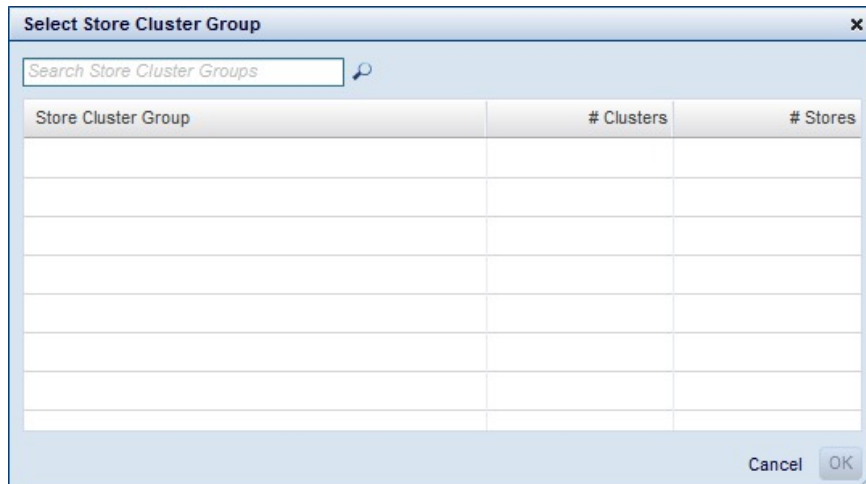 Select Store Cluster Group
Search Store Cluster Groups
Store Cluster Group # Clusters # Stores
Cancel OK